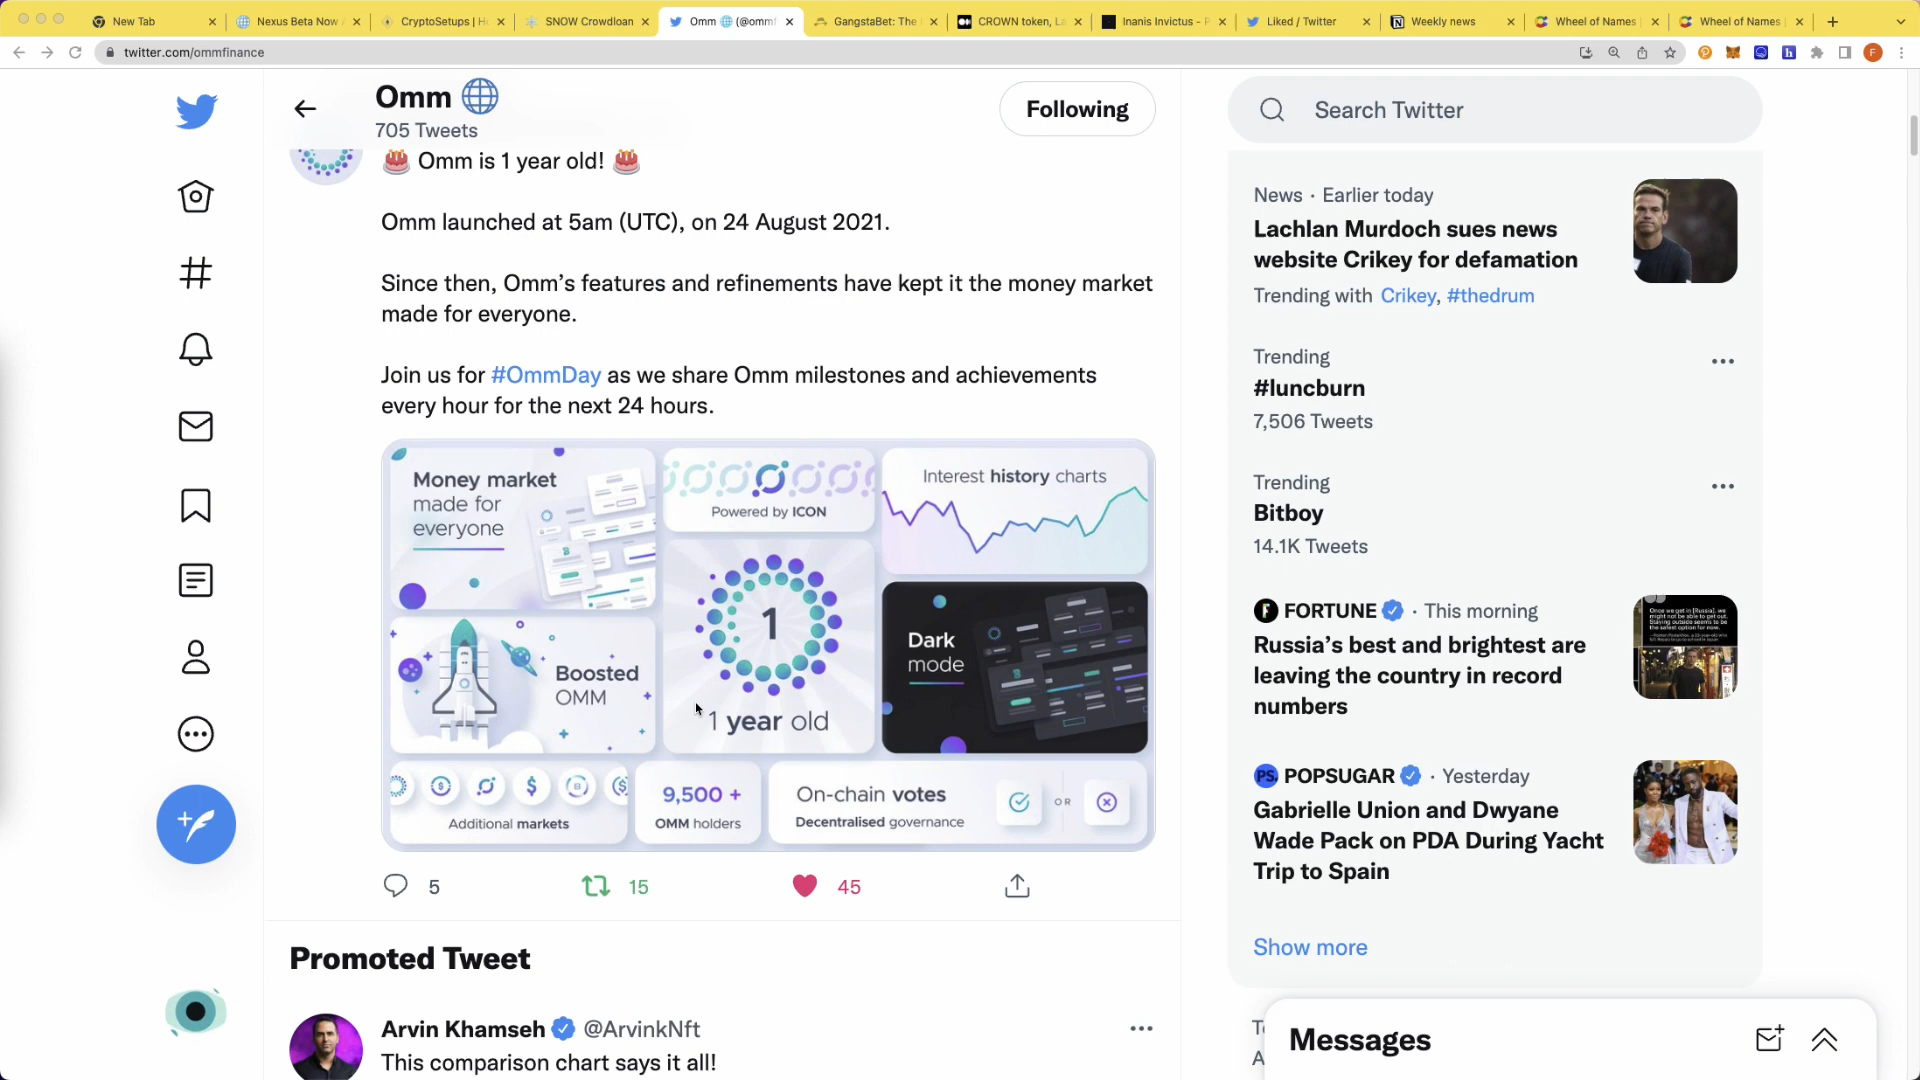 New Tab
Nexus Beta Now
CryptoSetups | H
SNOW Crowdloan
Omm (@omm
GangstaBet: The
CROWN token, L
Inanis Invictus - P
Liked / Twitter
Weekly news
Wheel of Names
Wheel of Names
twitter.com/ommfinance
F
Omm
705 Tweets
Following
Omm is 1 year old!
Omm launched at 5am (UTC), on 24 August 2021.
Since then, Omm's features and refinements have kept it the money market
made for everyone.
Join us for #OmmDay as we share Omm milestones and achievements
every hour for the next 24 hours.
Money market
made for
everyone
Powered by ICON
Interest history charts
Boosted
OMM
1
1 year old
Dark
mode
Additional markets
9,500 +
OMM holders
On-chain votes
Decentralised governance
OR
5
15
45
Promoted Tweet
Arvin Khamseh @ArvinkNft
This comparison chart says it all!
Search Twitter
News · Earlier today
Lachlan Murdoch sues news
website Crikey for defamation
Trending with Crikey, #thedrum
Trending
#luncburn
7,506 Tweets
Trending
Bitboy
14.1K Tweets
FORTUNE · This morning
Russia's best and brightest are
leaving the country in record
numbers
PS. POPSUGAR · Yesterday
Gabrielle Union and Dwyane
Wade Pack on PDA During Yacht
Trip to Spain
Show more
Messages